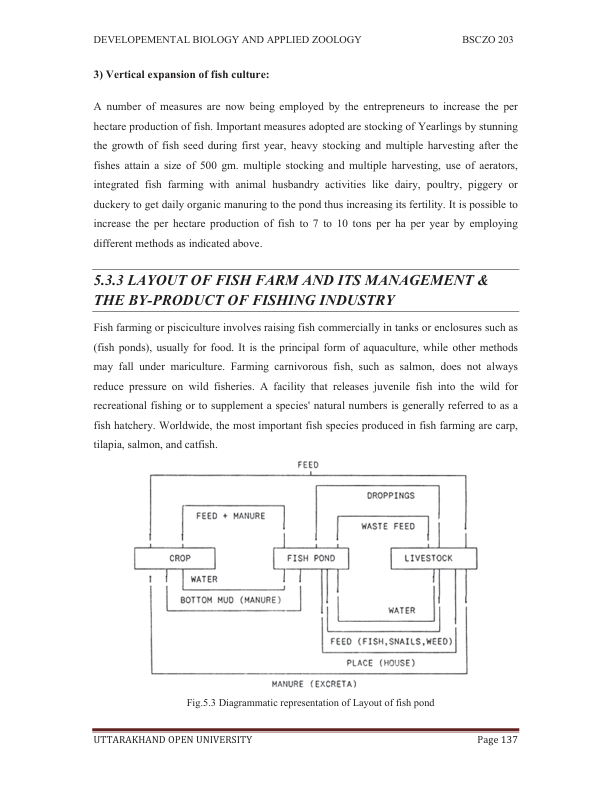 DEVELOPEMENTAL BIOLOGY AND APPLIED ZOOLOGY BSCZO 203
3) Vertical expansion of fish culture:
A number of measures are now being employed by the entrepreneurs to increase the per
hectare production of fish. Important measures adopted are stocking of Yearlings by stunning
the growth of fish seed during first year, heavy stocking and multiple harvesting after the
fishes attain a size of 500 gm. multiple stocking and multiple harvesting, use of aerators,
integrated fish farming with animal husbandry activities like dairy, poultry, piggery or
duckery to get daily organic manuring to the pond thus increasing its fertility. It is possible to
increase the per hectare production of fish to 7 to 10 tons per ha per year by employing
different methods as indicated above.
5.3.3 LAYOUT OF FISH FARM AND ITS MANAGEMENT &
THE BY-PRODUCT OF FISHING INDUSTRY
Fish farming or pisciculture involves raising fish commercially in tanks or enclosures such as
(fish ponds), usually for food. It is the principal form of aquaculture, while other methods
may fall under mariculture. Farming carnivorous fish, such as salmon, does not always
reduce pressure on wild fisheries. A facility that releases juvenile fish into the wild for
recreational fishing or to supplement a species' natural numbers is generally referred to as a
fish hatchery. Worldwide, the most important fish species produced in fish farming are carp,
tilapia, salmon, and catfish.
FEED
DROPPINGS
FEED + MANURE
WASTE FEED
CROP FISH POND LIVESTOCK
WATER
BOTTOM MUD (MANURE)
WATER
FEED (FISH,SNAILS,WEED)
PLACE (HOUSE)
MANURE (EXCRETA)
Fig.5.3 Diagrammatic representation of Layout of fish pond
UTTARAKHAND OPEN UNIVERSITY Page 137